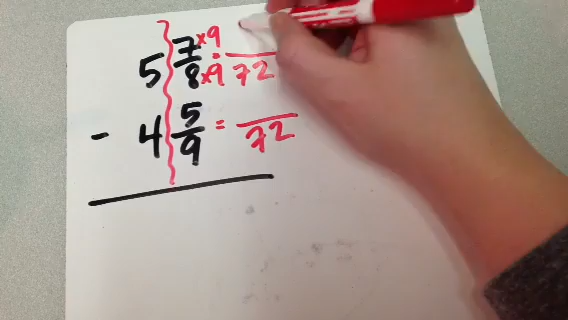 5 7/8 ×9/×9 = /72
- 4 5/9 = /72